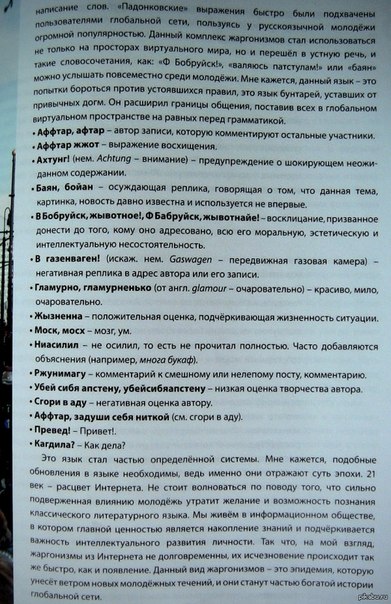 написание слов. «Падонковские» выражения быстро были подхвачены
пользователями глобальной сети, пользуясь у русскоязычной молодёжи
огромной популярностью. Данный комплекс жаргонизмов стал использоваться
не только на просторах виртуального мира, но и перешёл в устную речь, и
такие словосочетания, как: «Ф Бобруйск!», «валяюсь патстулам!» или «баян»
можно услышать повсеместно среди молодёжи. Мне кажется, данный язык – это
попытки бороться против устоявшихся правил, это язык бунтарей, уставших от
привычных догм. Он расширил границы общения, поставив всех в глобальном
виртуальном пространстве на равных перед грамматикой.
• Аффтар, афтар – автор записи, которую комментируют остальные участники.
• Аффтар жжот – выражение восхищения.
• Ахтунг! (нем. Achtung – внимание) – предупреждение о шокирующем неожи-
данном содержании.
• Баян, бойан – осуждающая реплика, говорящая о том, что данная тема,
картинка, новость давно известна и используется не впервые.
• В Бобруйск, жывотное!, Ф Бабруйск, жывотнайе! – восклицание, призванное
донести до того, кому оно адресовано, всю его моральную, эстетическую и
интеллектуальную несостоятельность.
• В газенваген! (искаж. нем. Gaswagen – передвижная газовая камера) –
негативная реплика в адрес автора или его записи.
• Гламурно, гламурненько (от англ. glamour – очаровательно) – красиво, мило,
очаровательно.
• Жызненна – положительная оценка, подчёркивающая жизненность ситуации.
• Моск, мосх – мозг, ум.
• Ниасилил – не осилил, то есть не прочитал полностью. Часто добавляются
объяснения (например, многа букаф).
• Ржунимагу – комментарий к смешному или нелепому посту, комментарию.
• Убей сибя апстену, убейсибяапстену – низкая оценка творчества автора.
• Сгори в аду – негативная оценка автору.
• Аффтар, задуши себя ниткой (см. сгори в аду).
• Превед! – Привет!.
• Кагдила? – Как дела?
Это язык стал частью определённой системы. Мне кажется, подобные
обновления в языке необходимы, ведь именно они отражают суть эпохи. 21
век – расцвет Интернета. Не стоит волноваться по поводу того, что сильно
подверженная влиянию молодёжь утратит желание и возможность познания
классического литературного языка. Мы живём в информационном обществе,
в котором главной ценностью является накопление знаний и подчёркивается
важность интеллектуального развития личности. Так что, на мой взгляд,
жаргонизмы из Интернета не долговременны, их исчезновение происходит так
же быстро, как и появление. Данный вид жаргонизмов – это эпидемия, которую
унесёт ветром новых молодёжных течений, и они станут частью богатой истории
глобальной сети.
pikabu.ru